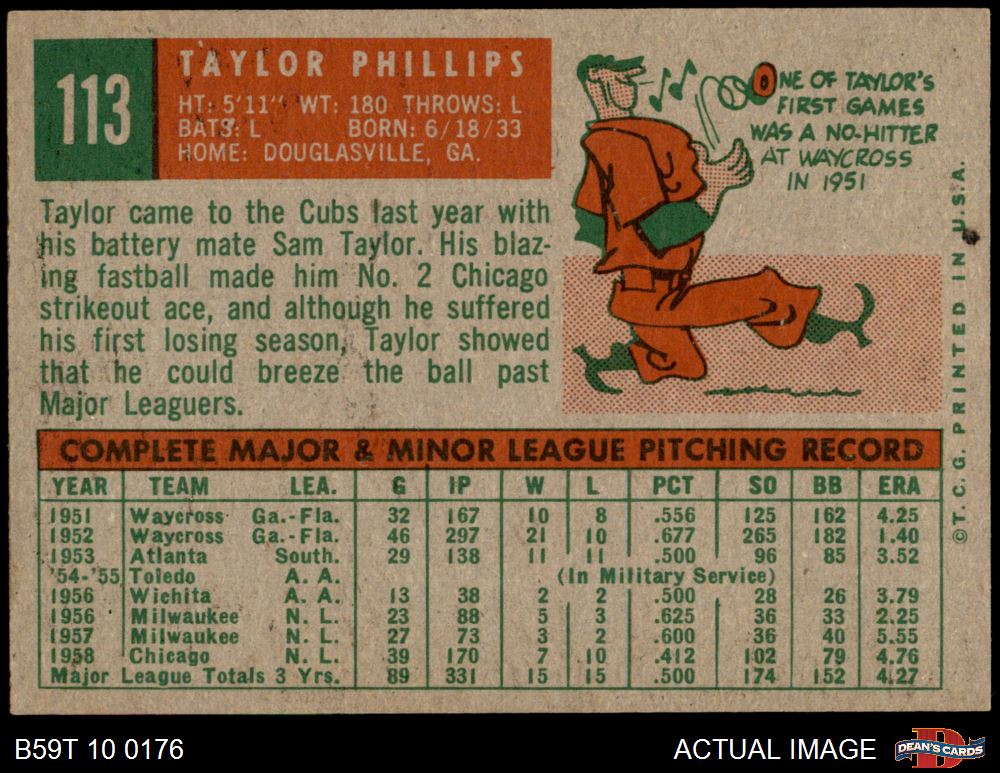 113
TAYLOR PHILLIPS
HT: 5'11" WT: 180 THROWS: L
BATS: L BORN: 6/18/33
HOME: DOUGLASVILLE, GA.
ONE OF TAYLOR'S
FIRST GAMES
WAS A NO-HITTER
AT WAYCROSS
IN 1951
Taylor came to the Cubs last year with
his battery mate Sam Taylor. His blaz-
ing fastball made him No. 2 Chicago
strikeout ace, and although he suffered
his first losing season, Taylor showed
that he could breeze the ball past
Major Leaguers.
©T. C. G. PRINTED IN U.S.A.
COMPLETE MAJOR & MINOR LEAGUE PITCHING RECORD
YEAR TEAM LEA. G IP W L PCT SO BB ERA
1951 Waycross Ga.-Fla. 32 167 10 8 .556 125 162 4.25
1952 Waycross Ga.-Fla. 46 297 21 10 .677 265 182 1.40
1953 Atlanta South. 29 138 11 11 .500 96 85 3.52
'54-'55 Toledo A. A. (In Military Service)
1956 Wichita A. A. 13 38 2 2 .500 28 26 3.79
1956 Milwaukee N. L. 23 88 5 3 .625 36 33 2.25
1957 Milwaukee N. L. 27 73 3 2 .600 36 40 5.55
1958 Chicago N. L. 39 170 7 10 .412 102 79 4.76
Major League Totals 3 Yrs. 89 331 15 15 .500 174 152 4.27
B59T 10 0176
ACTUAL IMAGE
D
DEAN'S CARDS